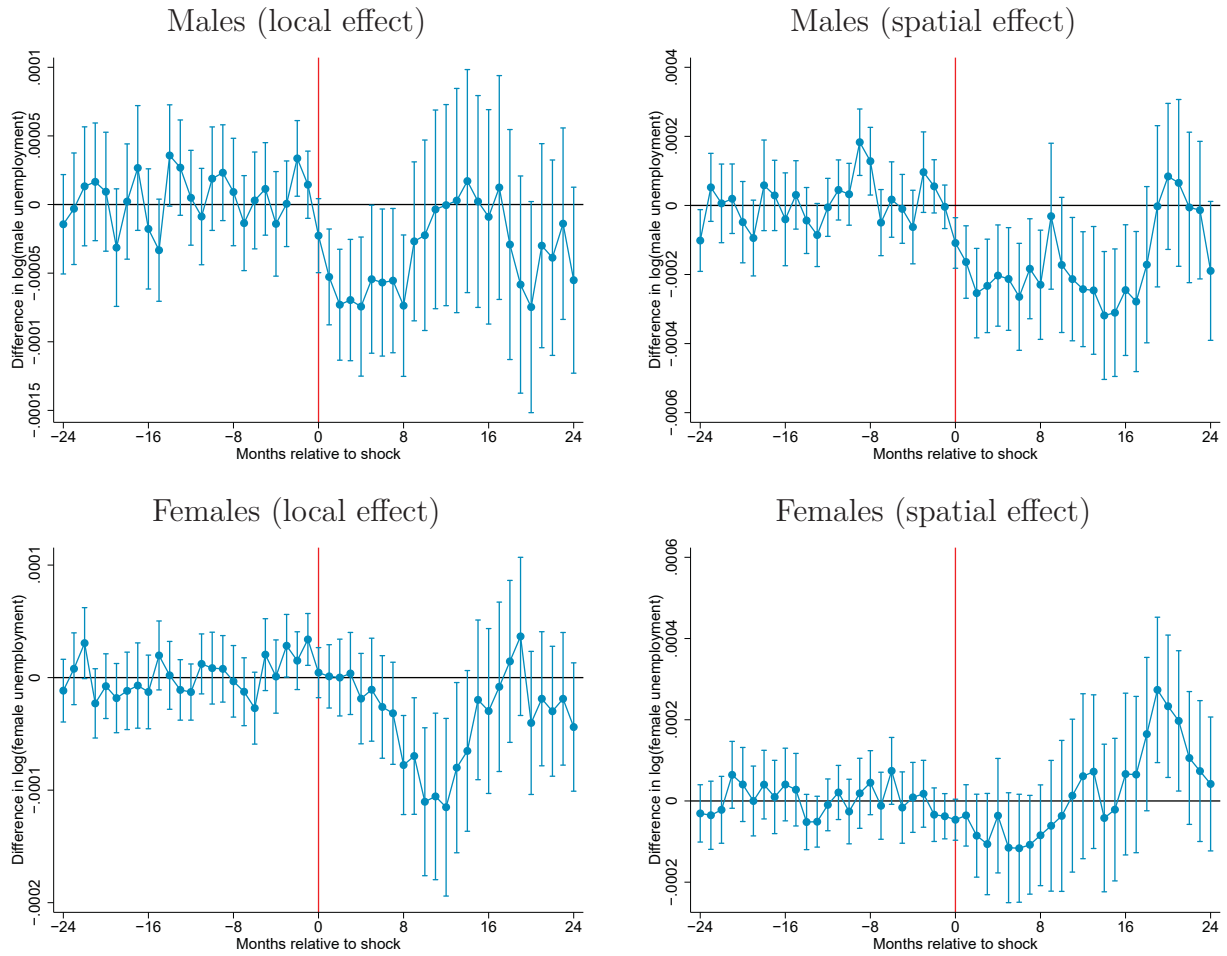 Males (local effect)
Difference in log(male unemployment)
.0001
.00005
0
−.00005
−.0001
−.00015
−24 −16 −8 0 8 16 24
Months relative to shock
Males (spatial effect)
Difference in log(male unemployment)
.0004
.0002
0
−.0002
−.0004
−.0006
−24 −16 −8 0 8 16 24
Months relative to shock
Females (local effect)
Difference in log(female unemployment)
.0001
0
−.0001
−.0002
−24 −16 −8 0 8 16 24
Months relative to shock
Females (spatial effect)
Difference in log(female unemployment)
.0006
.0004
.0002
0
−.0002
−24 −16 −8 0 8 16 24
Months relative to shock